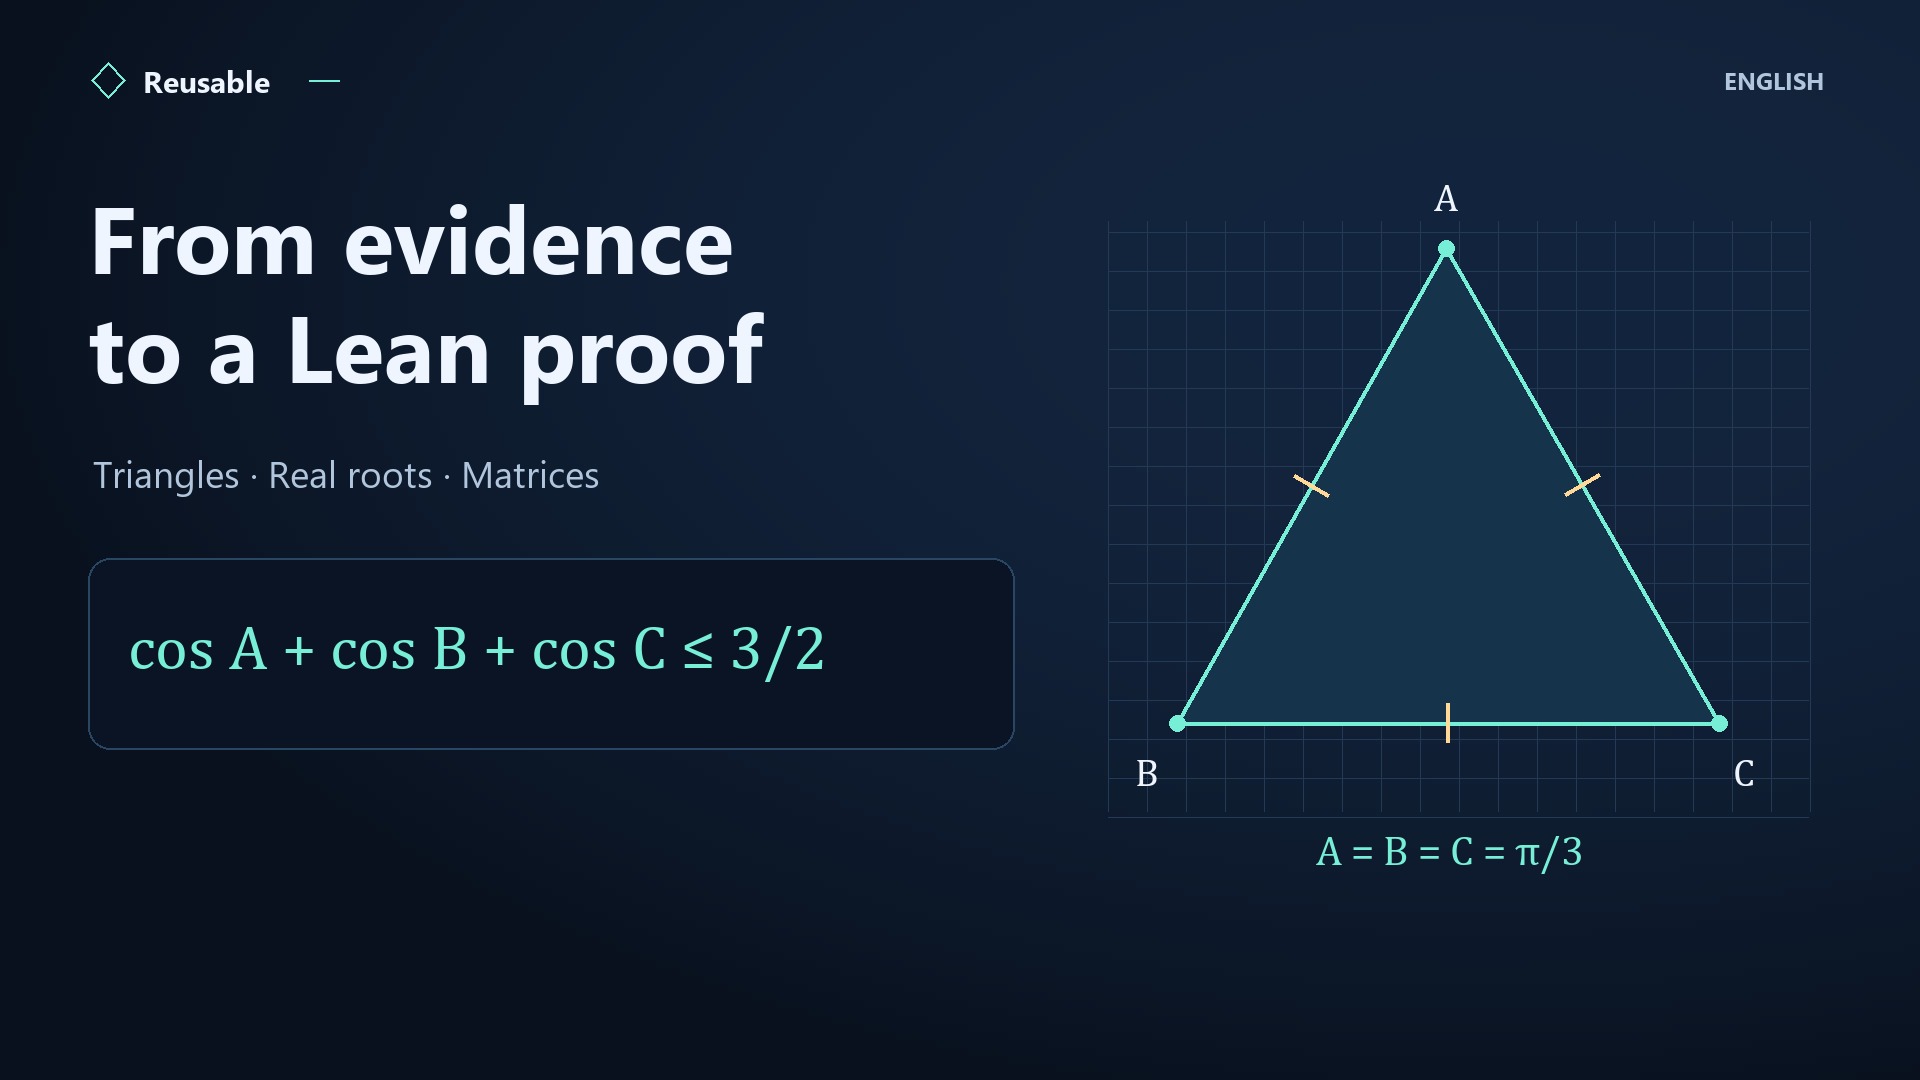 Reusable
ENGLISH
From evidence
to a Lean proof
Triangles · Real roots · Matrices
cos A + cos B + cos C ≤ 3/2
A
B
C
A = B = C = π/3